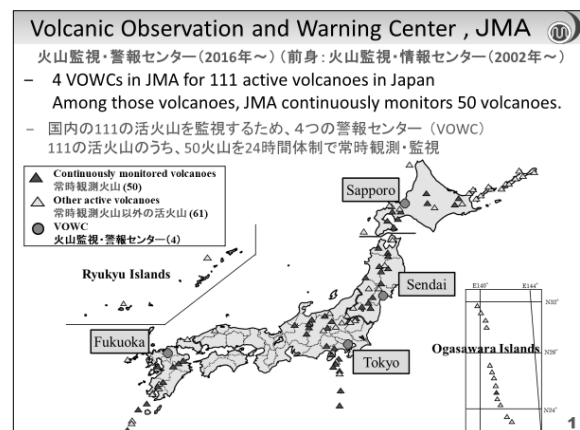 Volcanic Observation and Warning Center , JMA
火山監視・警報センター(2016年～) (前身：火山監視・情報センター(2002年～)
– 4 VOWCs in JMA for 111 active volcanoes in Japan
Among those volcanoes, JMA continuously monitors 50 volcanoes.
– 国内の111の活火山を監視するため、4つの警報センター (VOWC)
111の活火山のうち、50火山を24時間体制で常時観測・監視
Continuously monitored volcanoes
常時観測火山 (50)
Other active volcanoes
常時観測火山以外の活火山 (61)
VOWC
火山監視・警報センター(4)
Sapporo
Ryukyu Islands
Sendai
E140° E144°
N32°
Fukuoka
Tokyo
Ogasawara Islands
N28°
N24°
1